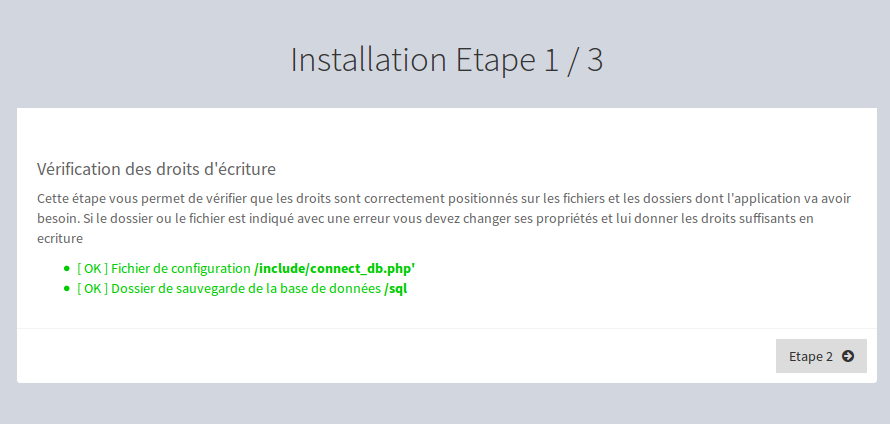 Installation Etape 1 / 3
Vérification des droits d'écriture
Cette étape vous permet de vérifier que les droits sont correctement positionnés sur les fichiers et les dossiers dont l'application va avoir
besoin. Si le dossier ou le fichier est indiqué avec une erreur vous devez changer ses propriétés et lui donner les droits suffisants en
ecriture
[ OK ] Fichier de configuration /include/connect_db.php'
[ OK ] Dossier de sauvegarde de la base de données /sql
Etape 2